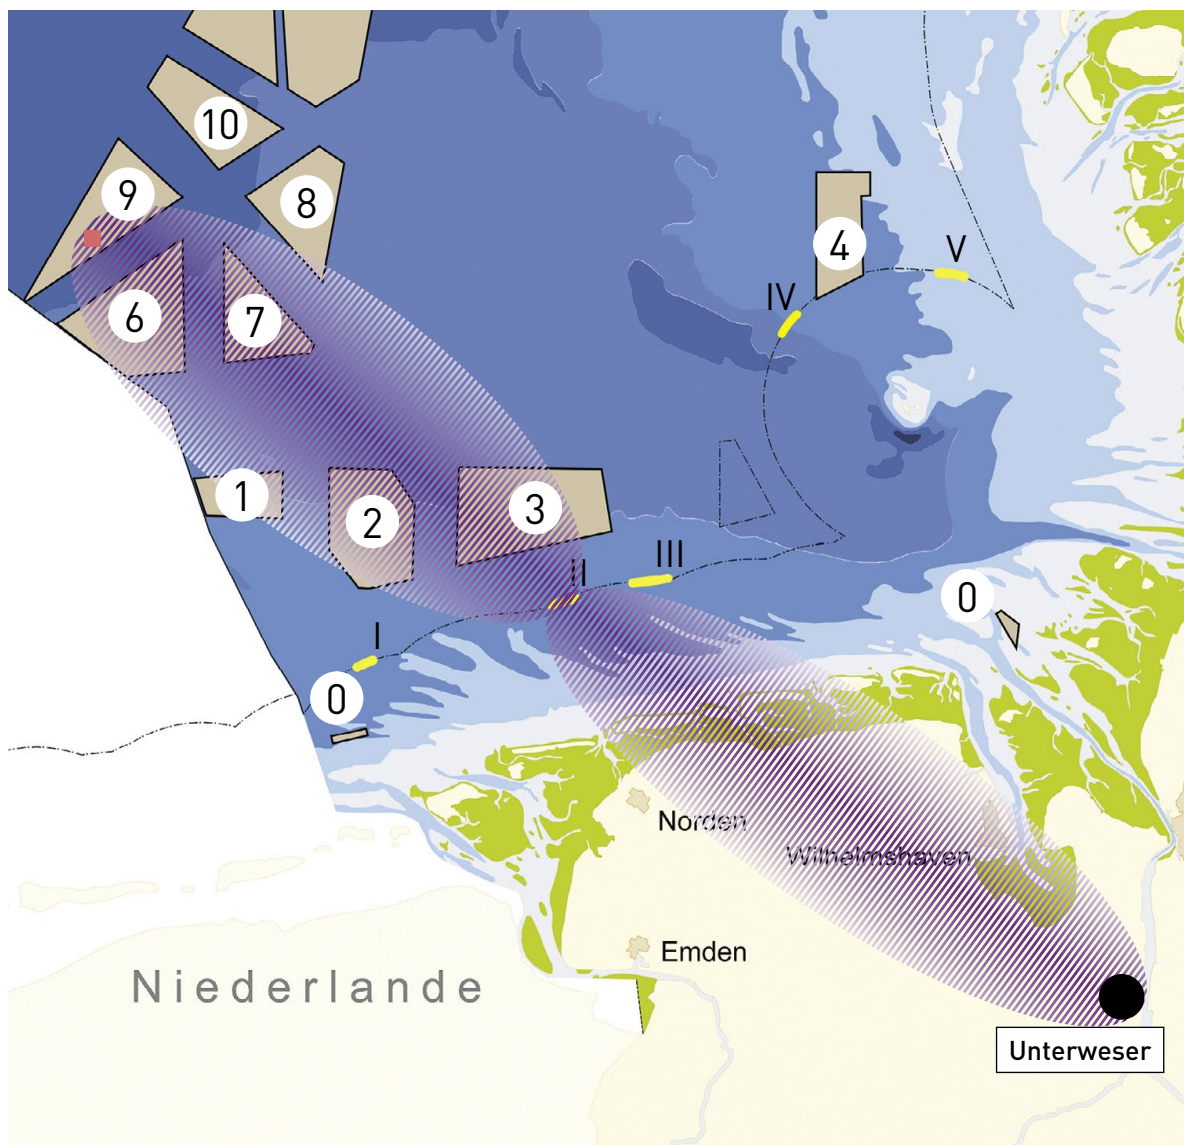 10
9
8
4
V
IV
6
7
1
2
3
II
III
0
I
0
Norden
Wilhelmshaven
Emden
Niederlande
Unterweser